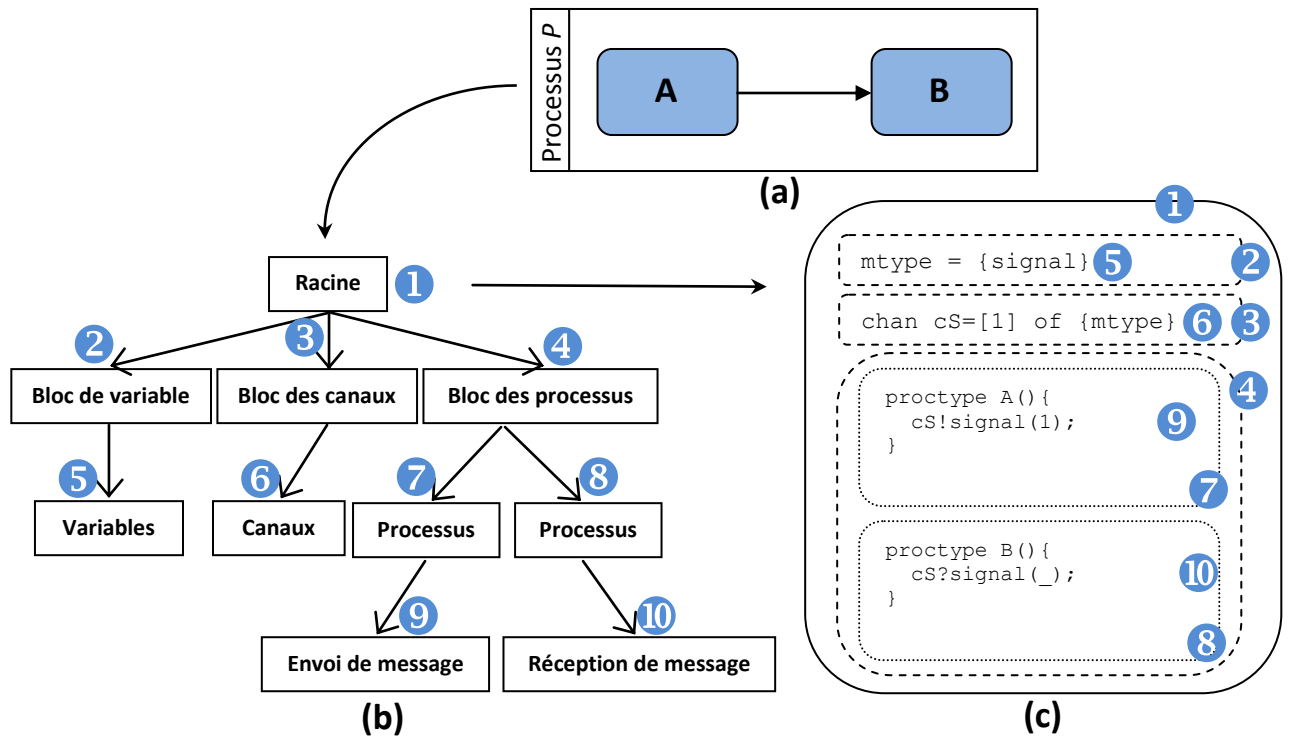 Processus P
A
B
(a)
Racine
1
2
3
4
Bloc de variable
Bloc des canaux
Bloc des processus
5
6
7
8
Variables
Canaux
Processus
Processus
9
10
Envoi de message
Réception de message
(b)
1
mtype = {signal}
5
2
chan cS=[1] of {mtype}
6
3
4
proctype A(){
cS!signal(1);
}
9
7
proctype B(){
cS?signal(_);
}
10
8
(c)